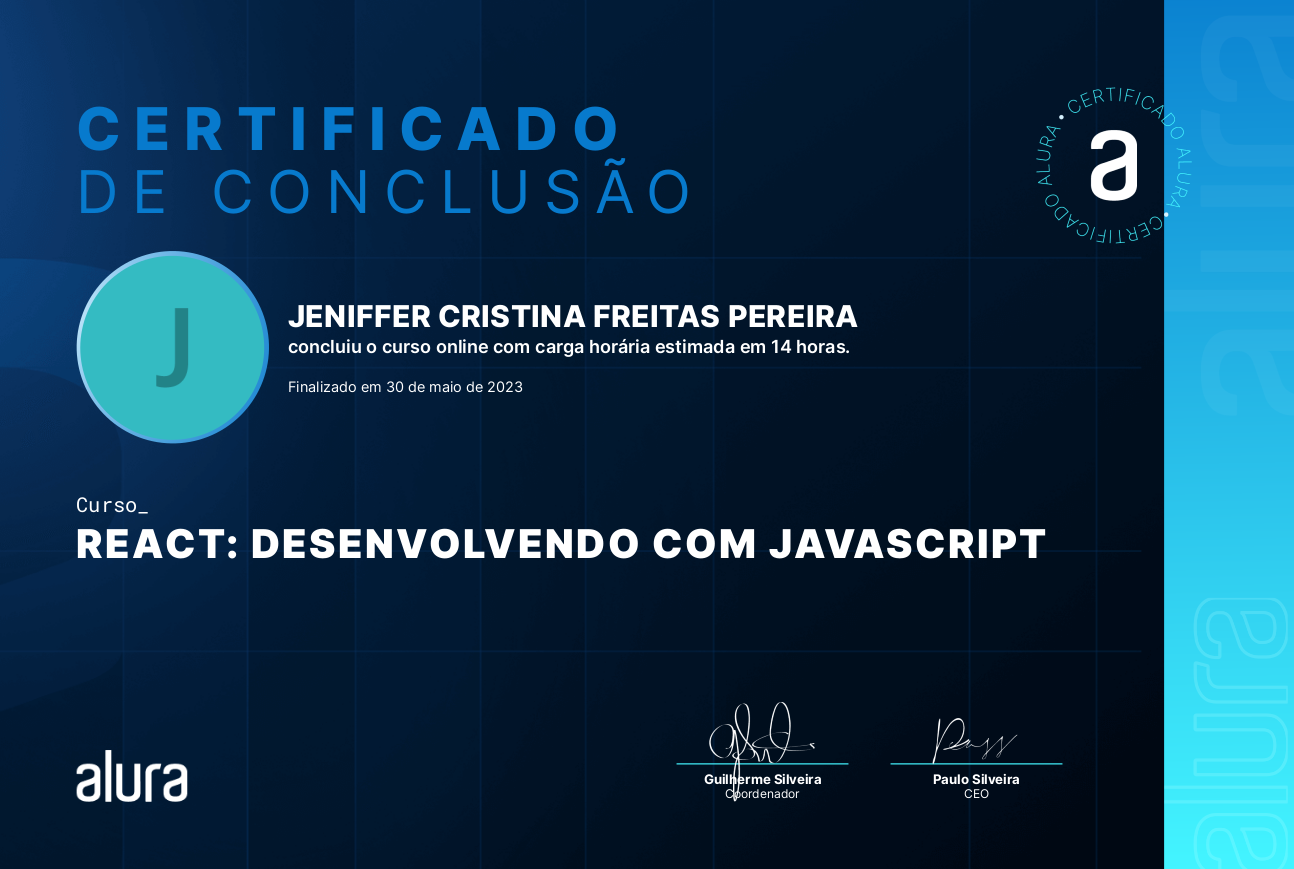 CERTIFICADO
DE CONCLUSÃO
CERTIFICADO ALURA • CERTIFICADO ALURA •
a
J
JENIFFER CRISTINA FREITAS PEREIRA
concluiu o curso online com carga horária estimada em 14 horas.
Finalizado em 30 de maio de 2023
Curso_
REACT: DESENVOLVENDO COM JAVASCRIPT
alura
Guilherme Silveira
Coordenador
Paulo Silveira
CEO
alura
alura